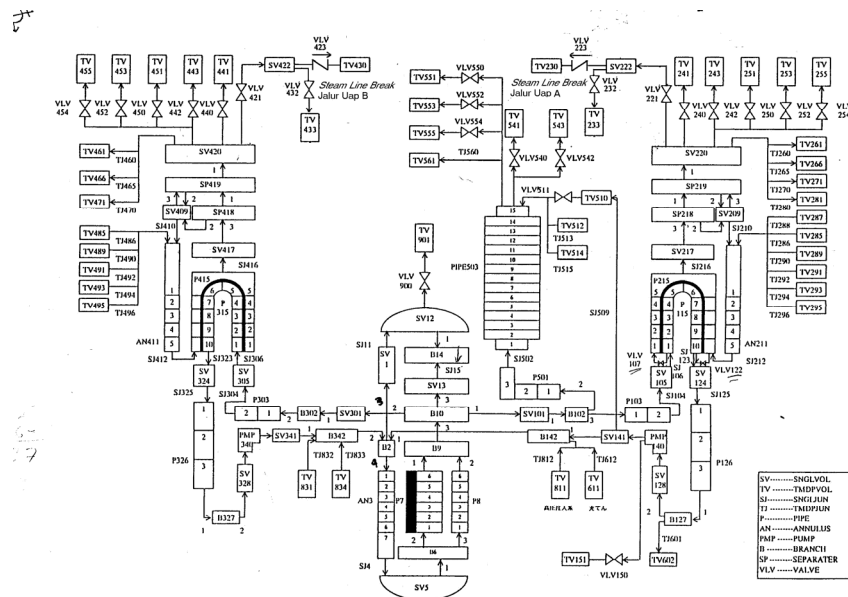 VLV 423
VLV 223
TV 455
TV 453
TV 451
TV 443
TV 441
SV422
TV430
TV230
SV222
TV 241
TV 243
TV 251
TV 253
TV 255
VLV 421
VLV 432
Steam Line Break
Jalur Uap B
TV551
VLV550
Steam Line Break
Jalur Uap A
VLV 232
VLV 221
VLV 454
VLV 452
VLV 450
VLV 442
VLV 440
TV 433
TV553
VLV552
TV 233
VLV 240
VLV 242
VLV 250
VLV 252
VLV 254
TV555
VLV554
TV 541
TV 543
TV461
TJ460
SV420
TV561
TJ560
VLV540
VLV542
SV220
TJ260
TV261
TV466
TJ465
SP419
TJ265
TV266
TV471
TJ470
SP219
TJ270
TV271
TJ280
TV281
SV409
SP418
VLV511
TV510
SP218
SV209
TV485
SJ410
TJ486
TV512
TJ513
SJ210
TJ288
TV287
TV489
TJ490
SV417
TV 901
TV514
TJ515
SV217
TJ286
TV285
TV491
TJ492
SJ416
PIPE503
SJ216
TJ290
TV289
TV493
TJ494
P415
VLV 900
P215
TJ292
TV291
TV495
TJ496
P 315
P 115
TJ294
TV293
TJ296
TV295
AN411
SV12
SJ509
AN211
SJ412
SJ323
SJ306
SJ11
SV 1
B14
SJ15
SJ502
VLV 107
SJ 106
SJ 123
VLV122
SJ212
SJ325
SV 324
SV 305
SV13
P501
SV 105
SV 124
SJ304
P303
P103
SJ104
SJ125
B302
SV301
B10
SV101
B102
P326
PMP 340
SV341
B342
B2
B9
B142
SV141
PMP 140
P126
TJ832
TJ833
TJ812
TJ612
SV 328
TV 831
TV 834
AN3
P7
P8
TV 811
TV 611
SV 128
B327
B6
B127
SJ4
SV5
TJ601
TV151
VLV150
TV602
SV---------SNGLVOL
TV ---------TMDPVOL
SJ---------SNGLJUN
TJ ---------TMDPJUN
P-----------PIPE
AN --------ANNULUS
PMP ------PUMP
B ----------BRANCH
SP --------SEPARATER
VLV ------VALVE